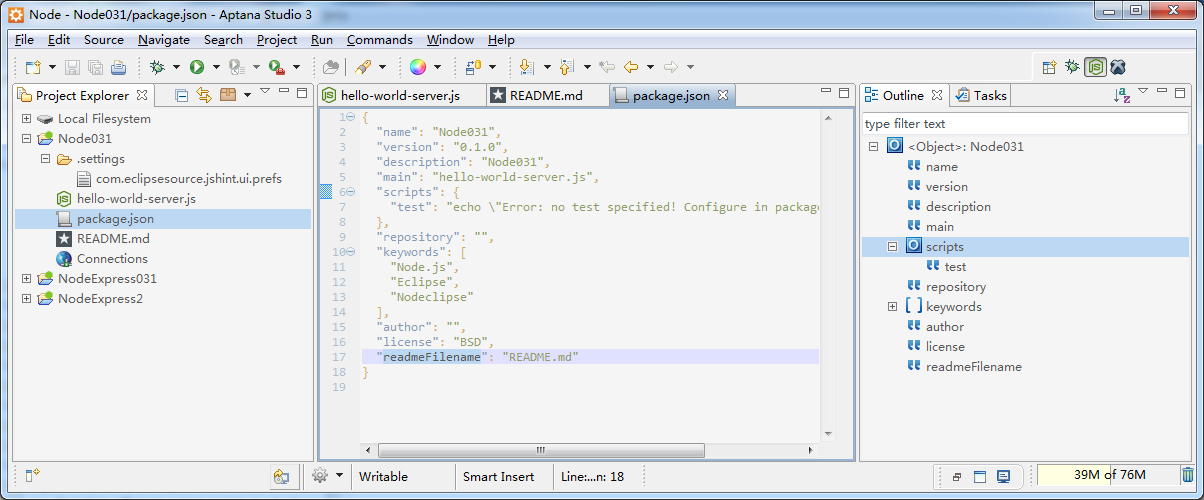 Node - Node031/package.json - Aptana Studio 3
File Edit Source Navigate Search Project Run Commands Window Help
Project Explorer
Local Filesystem
Node031
.settings
com.eclipsesource.jshint.ui.prefs
hello-world-server.js
package.json
README.md
Connections
NodeExpress031
NodeExpress2
hello-world-server.js README.md package.json
1 {
2 "name": "Node031",
3 "version": "0.1.0",
4 "description": "Node031",
5 "main": "hello-world-server.js",
6 "scripts": {
7 "test": "echo \"Error: no test specified! Configure in package
8 },
9 "repository": "",
10 "keywords": [
11 "Node.js",
12 "Eclipse",
13 "Nodeclipse"
14 ],
15 "author": "",
16 "license": "BSD",
17 "readmeFilename": "README.md"
18 }
19
Outline Tasks
type filter text
<Object>: Node031
name
version
description
main
scripts
test
repository
keywords
author
license
readmeFilename
Writable Smart Insert Line:...n: 18 39M of 76M